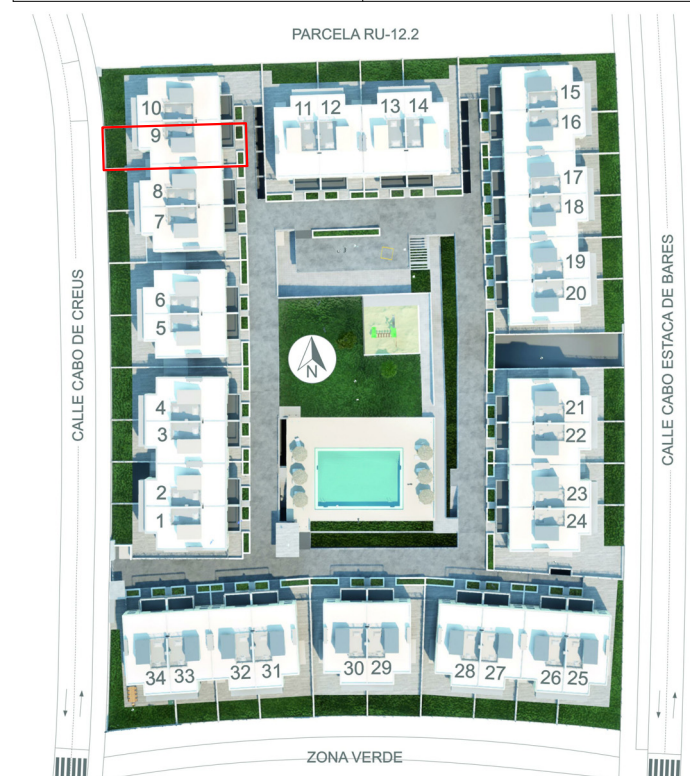 PARCELA RU-12.2
10
9
8
7
6
5
4
3
2
1
11 12 13 14
15
16
17
18
19
20
21
22
23
24
N
34 33 32 31 30 29 28 27 26 25
CALLE CABO DE CREUS
CALLE CABO ESTACA DE BARES
ZONA VERDE